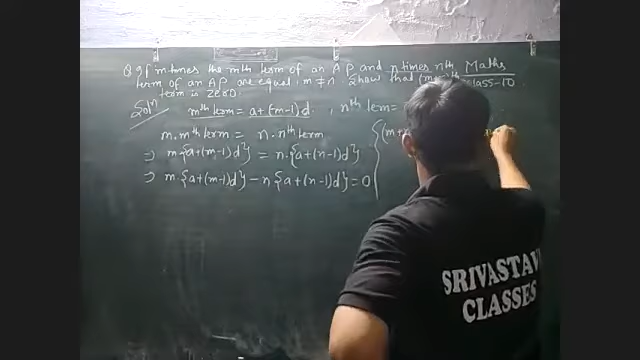 Q If m times the mth term of an A P and n times nth Maths
term of an AP are equal, m ≠ n Show that (m+n)th class-10
term is zero.
Solⁿ mth term = a+(m-1)d , nth term =
m. mth term = n. nth term
⇒ m{a+(m-1)d} = n.{a+(n-1)d}
⇒ m.{a+(m-1)d} - n{a+(n-1)d} = 0
SRIVASTAV
CLASSES